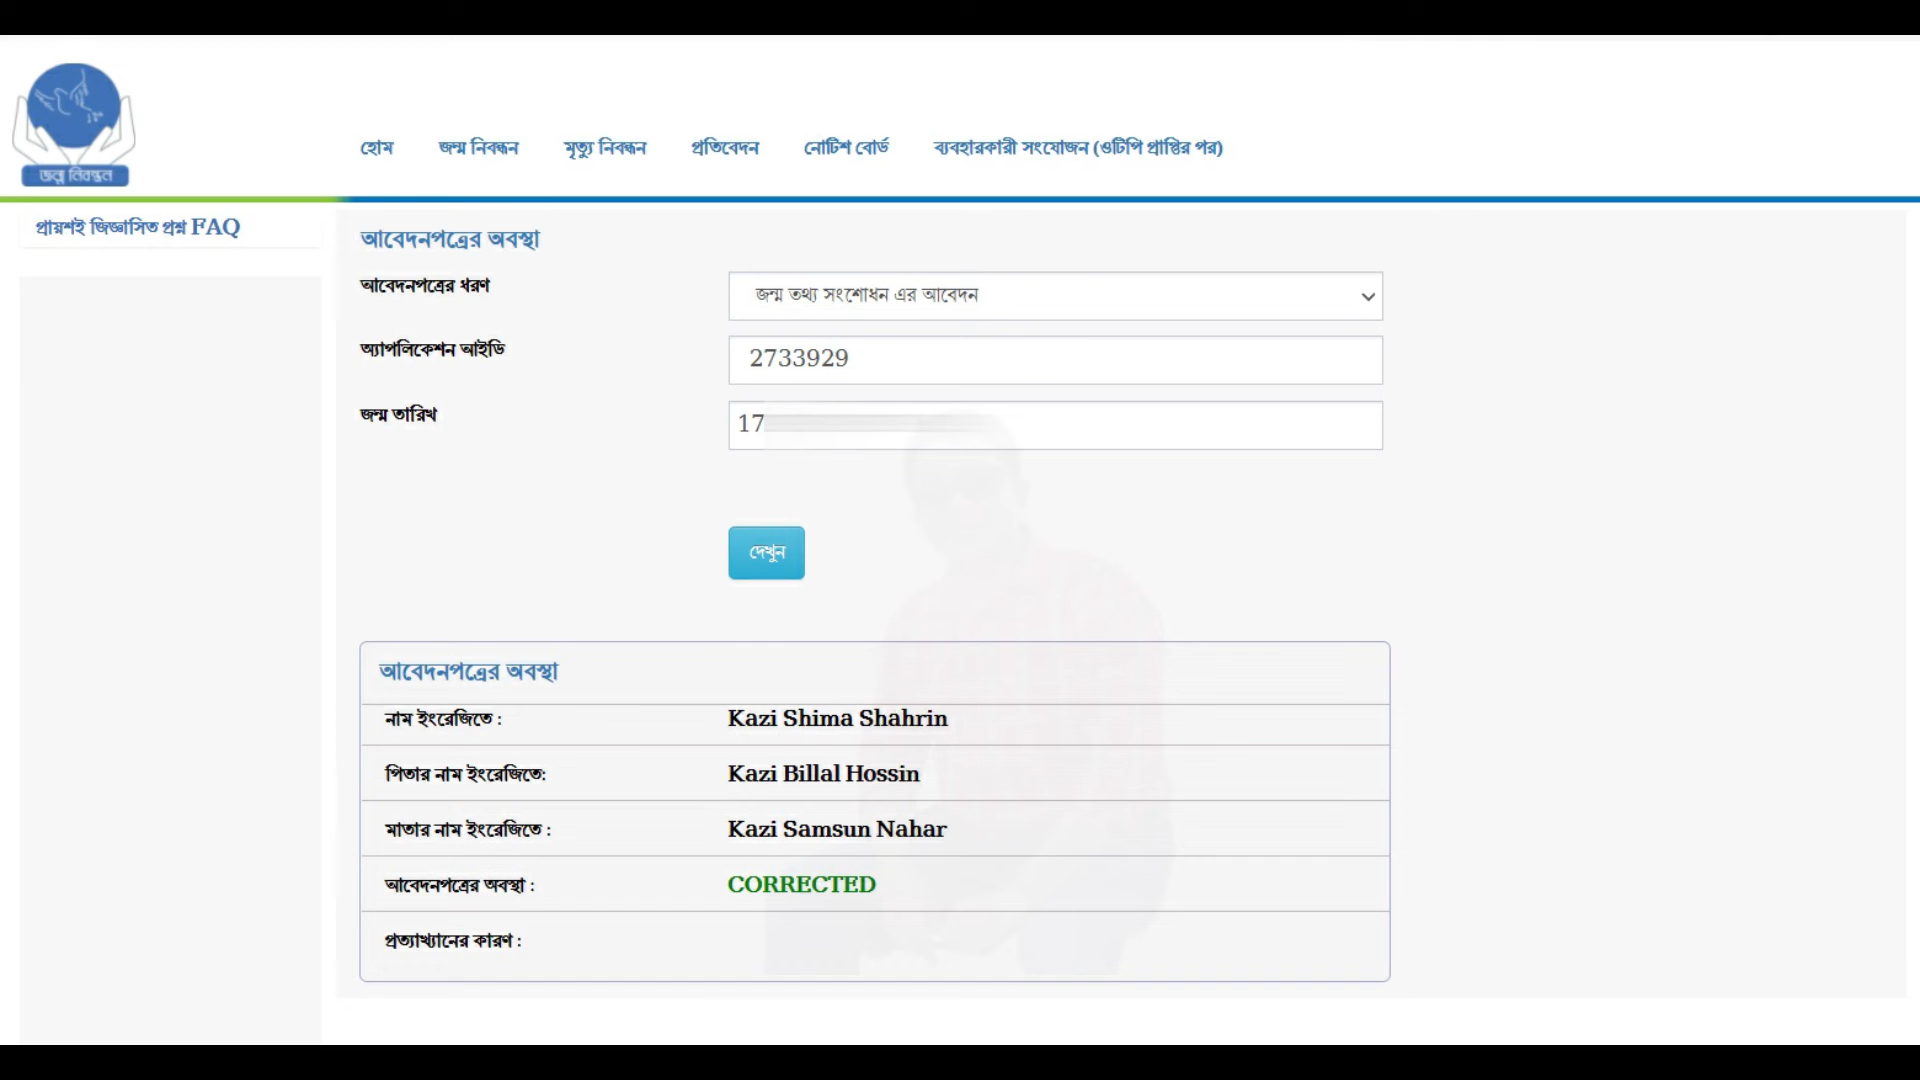 জন্ম নিবন্ধন
হোম জন্ম নিবন্ধন মৃত্যু নিবন্ধন প্রতিবেদন নোটিশ বোর্ড ব্যবহারকারী সংযোজন (ওটিপি প্রাপ্তির পর)
প্রায়শই জিজ্ঞাসিত প্রশ্ন FAQ
আবেদনপত্রের অবস্থা
আবেদনপত্রের ধরণ জন্ম তথ্য সংশোধন এর আবেদন
অ্যাপলিকেশন আইডি 2733929
জন্ম তারিখ 17
দেখুন
আবেদনপত্রের অবস্থা
নাম ইংরেজিতে : Kazi Shima Shahrin
পিতার নাম ইংরেজিতে: Kazi Billal Hossin
মাতার নাম ইংরেজিতে : Kazi Samsun Nahar
আবেদনপত্রের অবস্থা : CORRECTED
প্রত্যাখ্যানের কারণ :